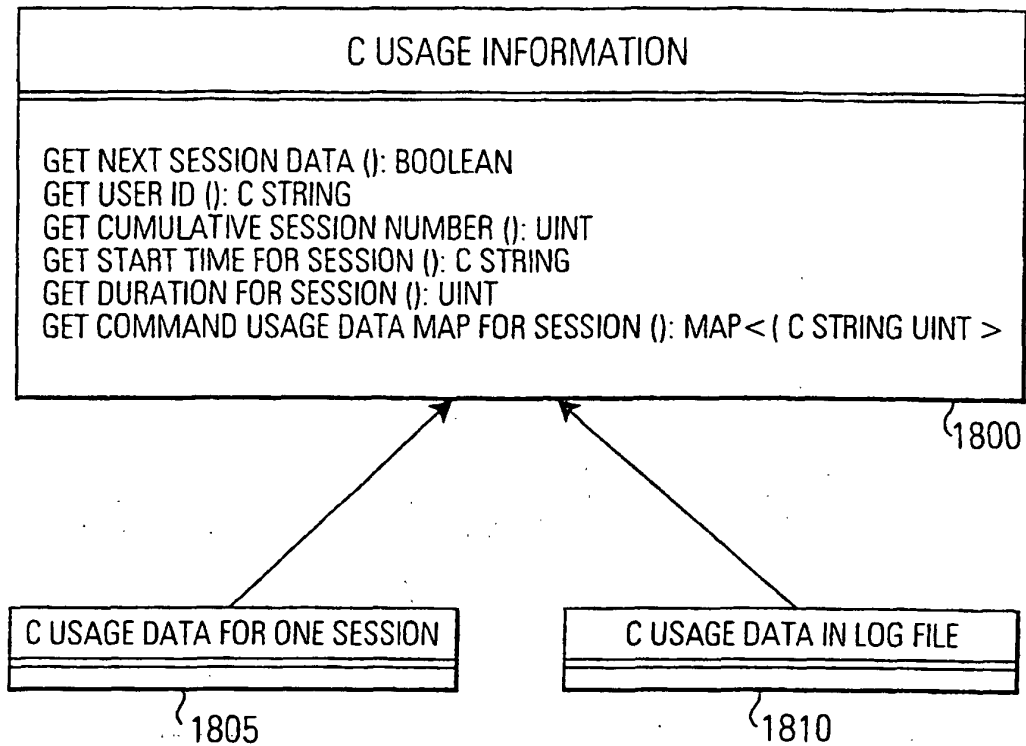 C USAGE INFORMATION
GET NEXT SESSION DATA (): BOOLEAN
GET USER ID (): C STRING
GET CUMULATIVE SESSION NUMBER (): UINT
GET START TIME FOR SESSION (): C STRING
GET DURATION FOR SESSION (): UINT
GET COMMAND USAGE DATA MAP FOR SESSION (): MAP<( C STRING UINT >
1800
C USAGE DATA FOR ONE SESSION
1805
C USAGE DATA IN LOG FILE
1810